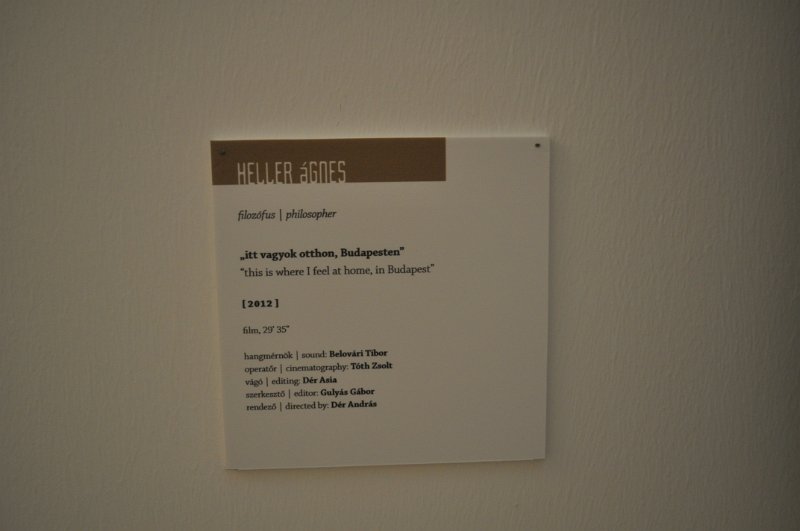 HELLER áGNES
filozófus | philosopher
„itt vagyok otthon, Budapesten”
“this is where I feel at home, in Budapest”
[2012]
film, 29' 35"
hangmérnök | sound: Belovári Tibor
operatőr | cinematography: Tóth Zsolt
vágó | editing: Dér Asia
szerkesztő | editor: Gulyás Gábor
rendező | directed by: Dér András